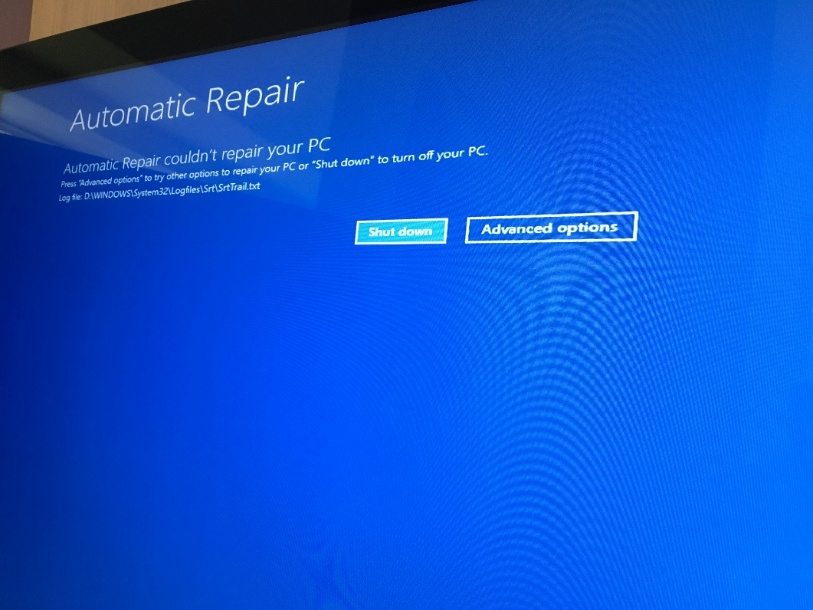 Automatic Repair
Automatic Repair couldn't repair your PC
Press "Advanced options" to try other options to repair your PC or "Shut down" to turn off your PC.
Log file: D:\WINDOWS\System32\Logfiles\Srt\SrtTrail.txt
Shut down
Advanced options